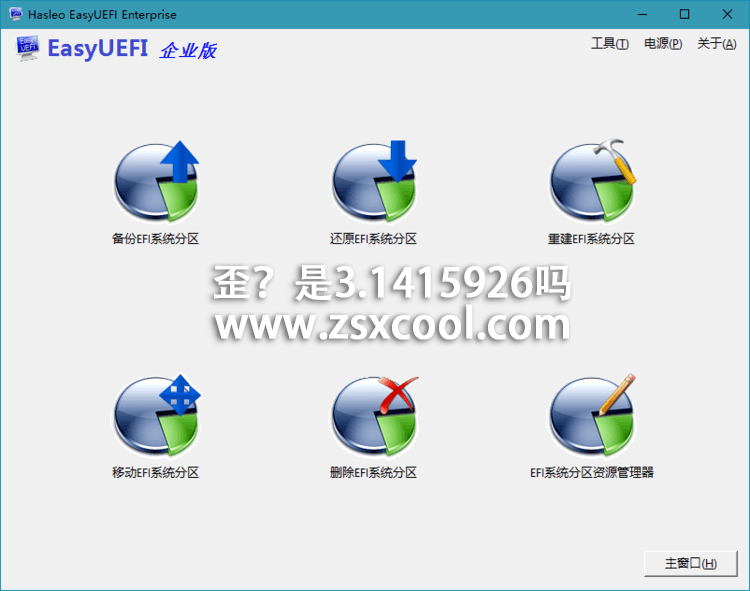 Hasleo EasyUEFI Enterprise
EasyUEFI 企业版
工具(T) 电源(P) 关于(A)
备份EFI系统分区 还原EFI系统分区 重建EFI系统分区
歪？是3.1415926吗
www.zsxcool.com
移动EFI系统分区 删除EFI系统分区 EFI系统分区资源管理器
主窗口(H)